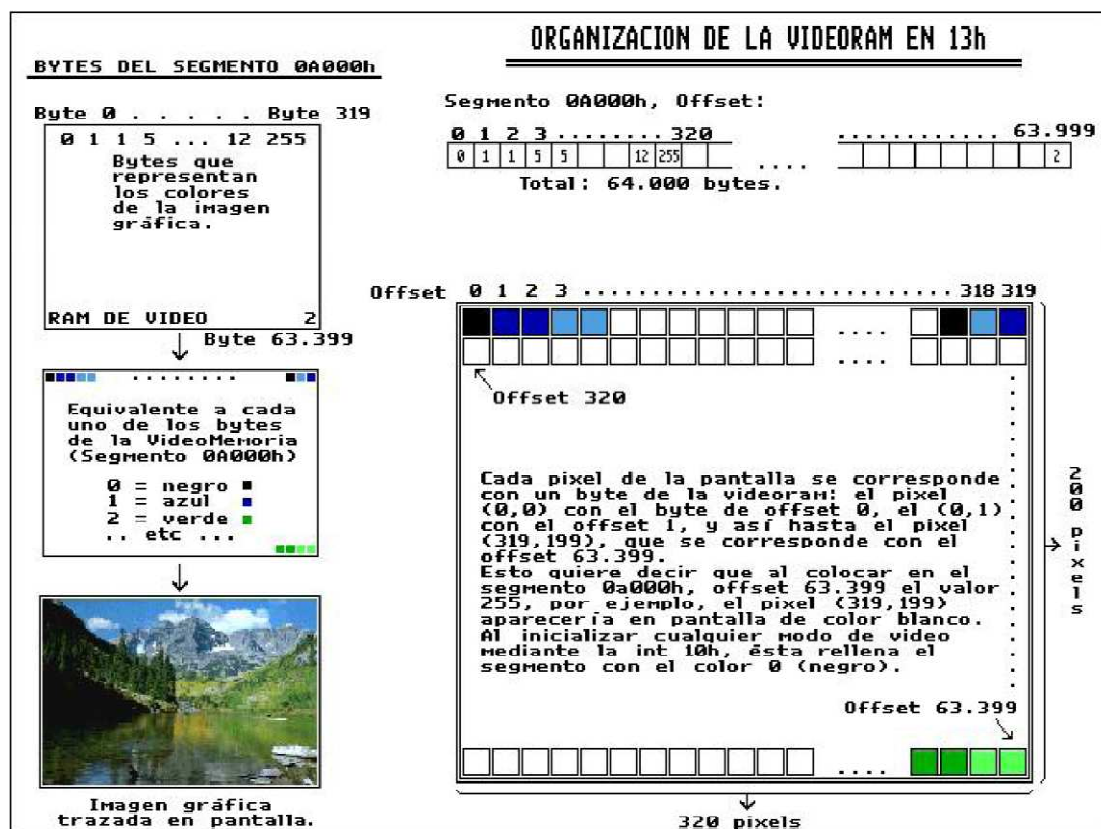 ORGANIZACION DE LA VIDEORAM EN 13h
BYTES DEL SEGMENTO 0A000h
Byte 0 . . . . . . Byte 319
0 1 1 5 ... 12 255
Bytes que
representan
los colores
de la imagen
gráfica.
RAM DE VIDEO 2
Byte 63.399
. . . . . . . .
Equivalente a cada
uno de los bytes
de la VideoMemoria
(Segmento 0A000h)
0 = negro
1 = azul
2 = verde
.. etc ...
Imagen gráfica
trazada en pantalla.
Segmento 0A000h, Offset:
0 1 2 3 ........ 320 ............ 63.999
0 1 1 5 5 12 255 .... 2
Total: 64.000 bytes.
Offset 0 1 2 3 ........................... 318 319
....
....
Offset 320
Cada pixel de la pantalla se corresponde
con un byte de la videoram: el pixel
(0,0) con el byte de offset 0, el (0,1)
con el offset 1, y así hasta el pixel
(319,199), que se corresponde con el
offset 63.399.
Esto quiere decir que al colocar en el
segmento 0a000h, offset 63.399 el valor
255, por ejemplo, el pixel (319,199)
aparecería en pantalla de color blanco.
Al inicializar cualquier modo de video
mediante la int 10h, ésta rellena el
segmento con el color 0 (negro).
Offset 63.399
....
200 pixels
320 pixels